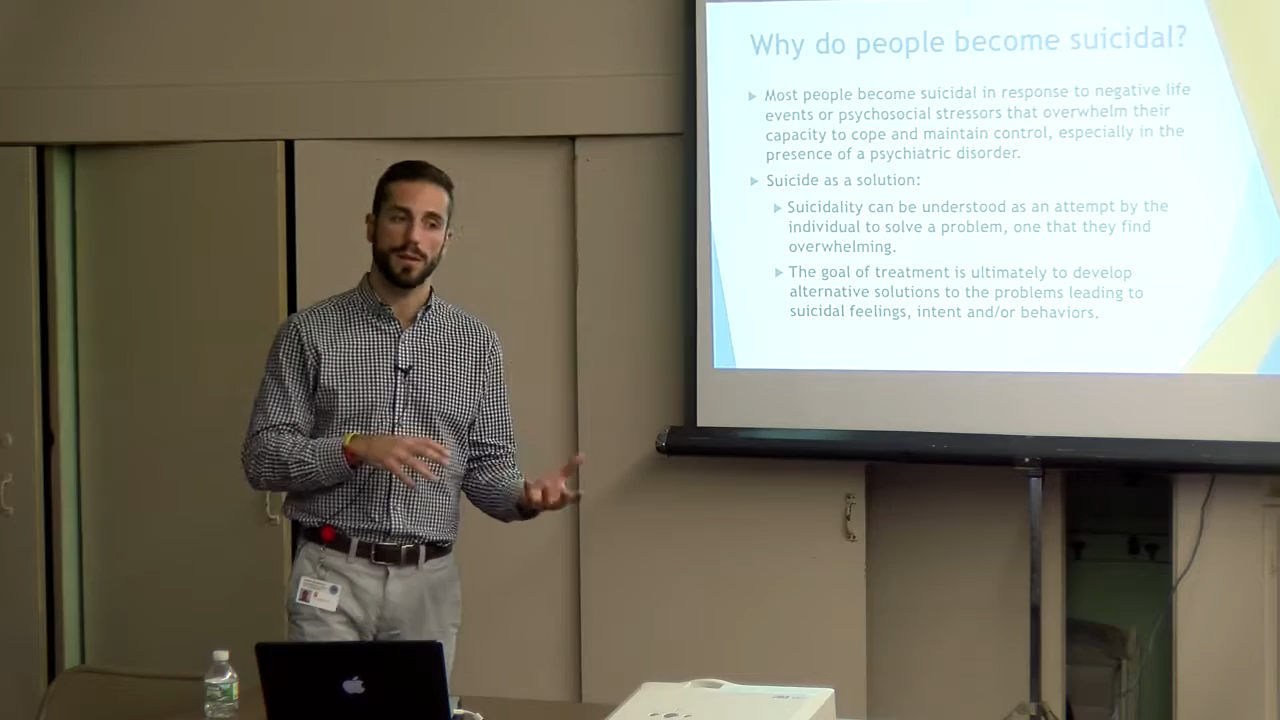 Why do people become suicidal?
Most people become suicidal in response to negative life
events or psychosocial stressors that overwhelm their
capacity to cope and maintain control, especially in the
presence of a psychiatric disorder.
Suicide as a solution:
Suicidality can be understood as an attempt by the
individual to solve a problem, one that they find
overwhelming.
The goal of treatment is ultimately to develop
alternative solutions to the problems leading to
suicidal feelings, intent and/or behaviors.